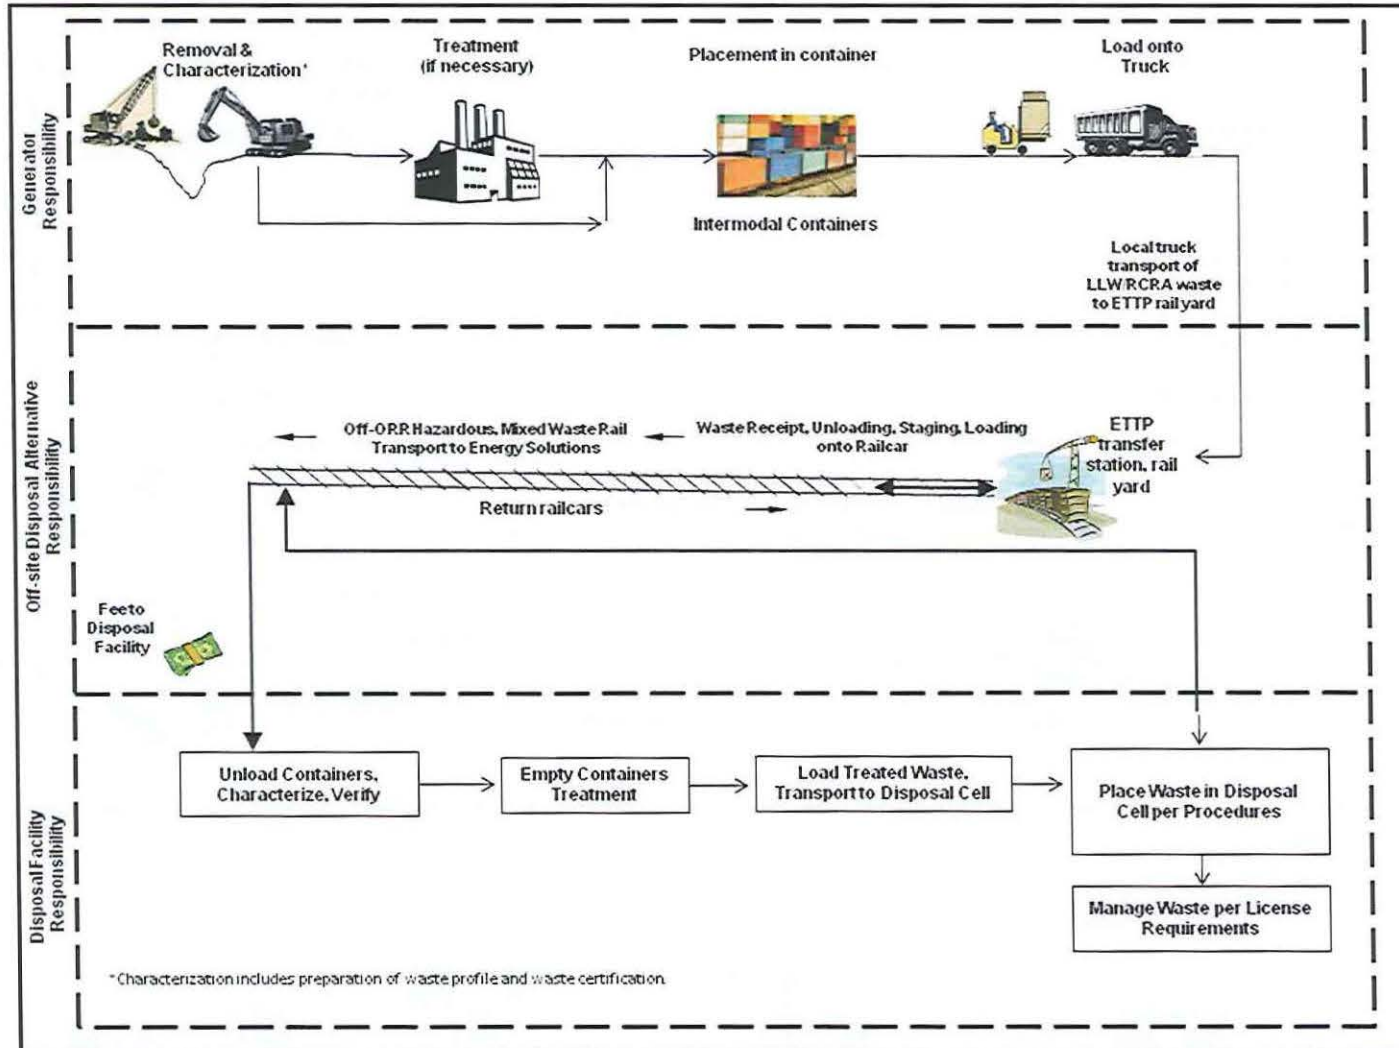 Generator
Responsibility
Removal &
Characterization*
Treatment
(if necessary)
Placement in container
Load onto
Truck
Intermodal Containers
Local truck
transport of
LLW/RCRA waste
to ETTP rail yard
Off-site Disposal Alternative
Responsibility
Off-ORR Hazardous, Mixed Waste Rail
Transport to Energy Solutions
Waste Receipt, Unloading, Staging, Loading
onto Railcar
ETTP
transfer
station, rail
yard
Return railcars
Fee to
Disposal
Facility
Disposal Facility
Responsibility
Unload Containers,
Characterize, Verify
Empty Containers
Treatment
Load Treated Waste,
Transport to Disposal Cell
Place Waste in Disposal
Cell per Procedures
Manage Waste per License
Requirements
*Characterization includes preparation of waste profile and waste certification.